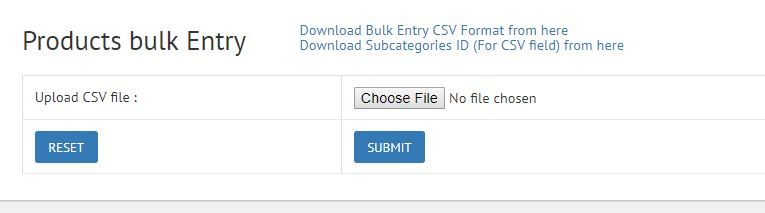 Products bulk Entry
Download Bulk Entry CSV Format from here
Download Subcategories ID (For CSV field) from here
Upload CSV file :
Choose File No file chosen
RESET
SUBMIT